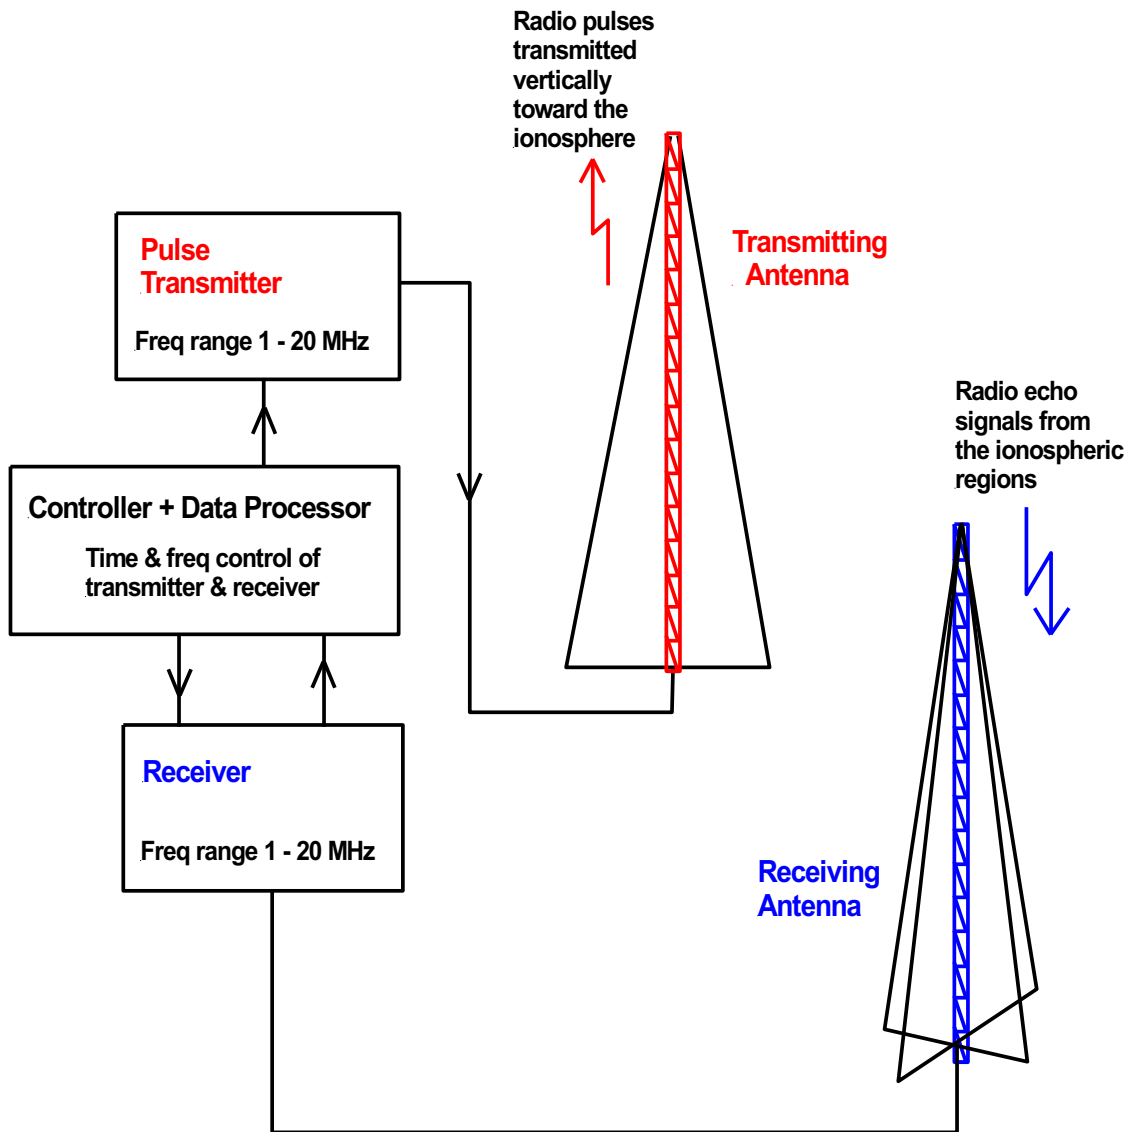 Radio pulses
transmitted
vertically
toward the
ionosphere
Pulse
Transmitter
Freq range 1 - 20 MHz
Transmitting
Antenna
Controller + Data Processor
Time & freq control of
transmitter & receiver
Radio echo
signals from
the ionospheric
regions
Receiver
Freq range 1 - 20 MHz
Receiving
Antenna